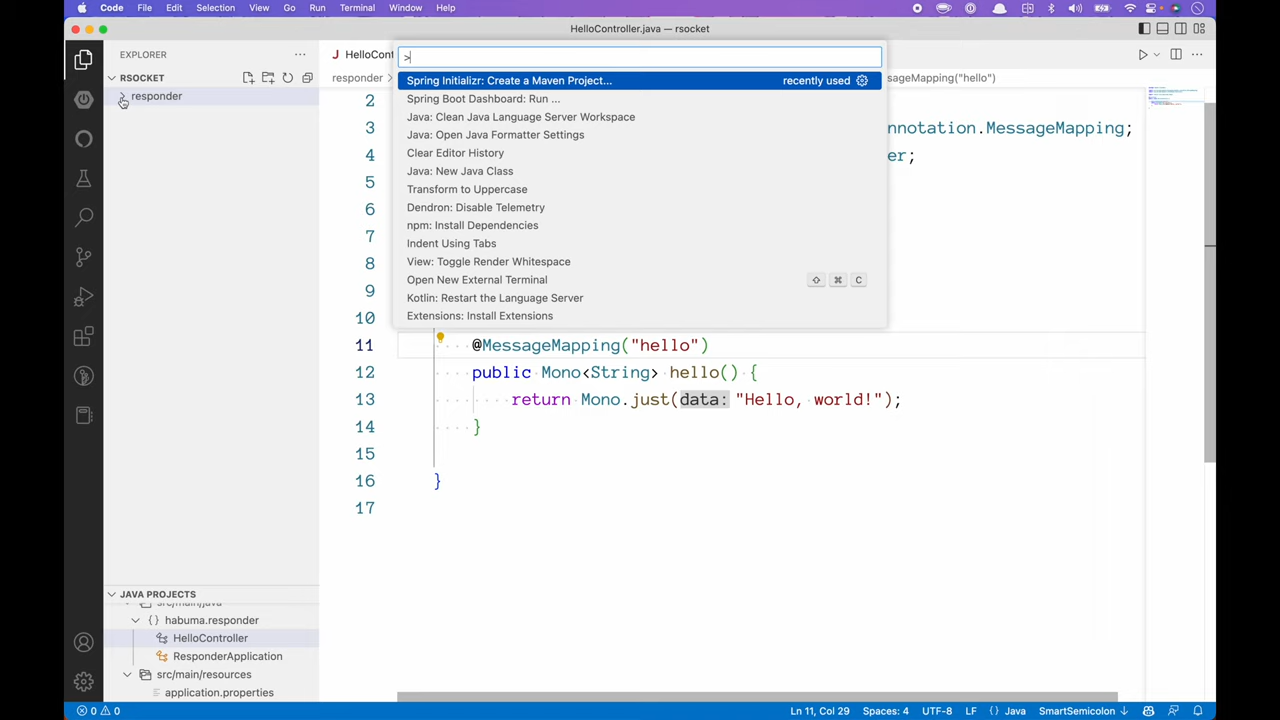 Code File Edit Selection View Go Run Terminal Window Help
HelloController.java — rsocket
EXPLORER
RSOCKET
responder
HelloCont
responder
>
Spring Initializr: Create a Maven Project... recently used
Spring Boot Dashboard: Run ...
Java: Clean Java Language Server Workspace
Java: Open Java Formatter Settings
Clear Editor History
Java: New Java Class
Transform to Uppercase
Dendron: Disable Telemetry
npm: Install Dependencies
Indent Using Tabs
View: Toggle Render Whitespace
Open New External Terminal ⇧ ⌘ C
Kotlin: Restart the Language Server
Extensions: Install Extensions
ssageMapping("hello")
2
3 nnotation.MessageMapping;
4 er;
5
6
7
8
9
10
11 @MessageMapping("hello")
12 public Mono<String> hello() {
13 return Mono.just(data: "Hello, world!");
14 }
15
16 }
17
JAVA PROJECTS
src/main/java
{} habuma.responder
HelloController
ResponderApplication
src/main/resources
application.properties
0 0 Ln 11, Col 29 Spaces: 4 UTF-8 LF {} Java SmartSemicolon ↓